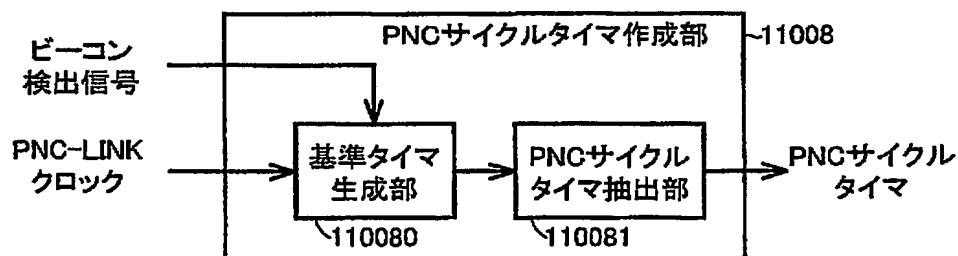 PNCサイクルタイマ作成部
11008
ビーコン
検出信号
PNC-LINK
クロック
基準タイマ
生成部
110080
PNCサイクル
タイマ抽出部
110081
PNCサイクル
タイマ